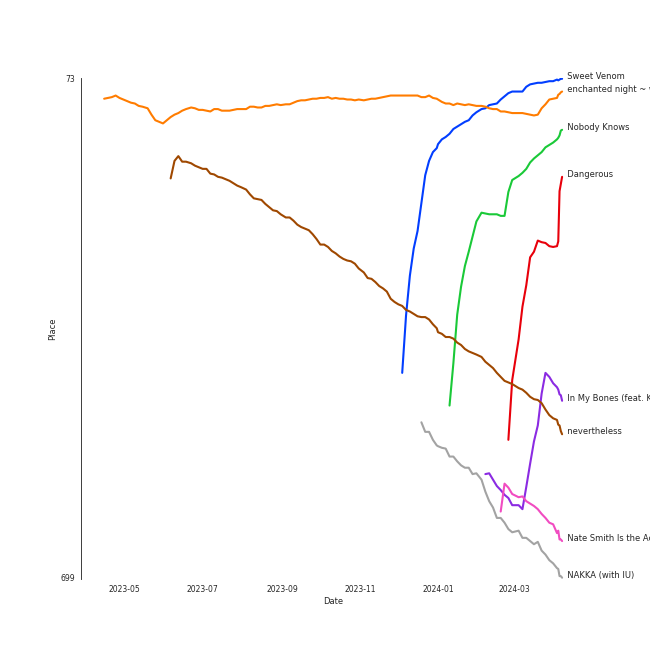 73
Sweet Venom
enchanted night ~
Nobody Knows
Dangerous
Place
In My Bones (feat.
nevertheless
Nate Smith Is the
699
NAKKA (with IU)
2023-05
2023-07
2023-09
2023-11
2024-01
2024-03
Date